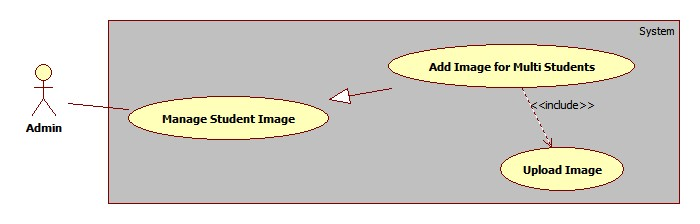 System
Add Image for Multi Students
<<include>>
Manage Student Image
Admin
Upload Image